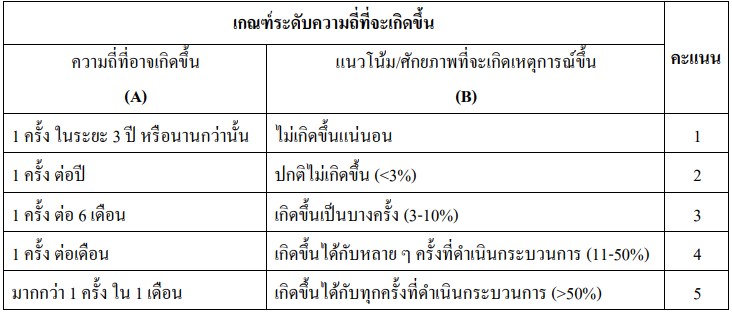 เกณฑ์ระดับความถี่ที่จะเกิดขึ้น
คะแนน
ความถี่ที่อาจเกิดขึ้น
(A)
แนวโน้ม/ศักยภาพที่จะเกิดเหตุการณ์ขึ้น
(B)
1 ครั้ง ในระยะ 3 ปี หรือนานกว่านั้น ไม่เกิดขึ้นแน่นอน 1
1 ครั้ง ต่อปี ปกติไม่เกิดขึ้น (<3%) 2
1 ครั้ง ต่อ 6 เดือน เกิดขึ้นเป็นบางครั้ง (3-10%) 3
1 ครั้ง ต่อเดือน เกิดขึ้นได้กับหลาย ๆ ครั้งที่ดำเนินกระบวนการ (11-50%) 4
มากกว่า 1 ครั้ง ใน 1 เดือน เกิดขึ้นได้กับทุกครั้งที่ดำเนินกระบวนการ (>50%) 5